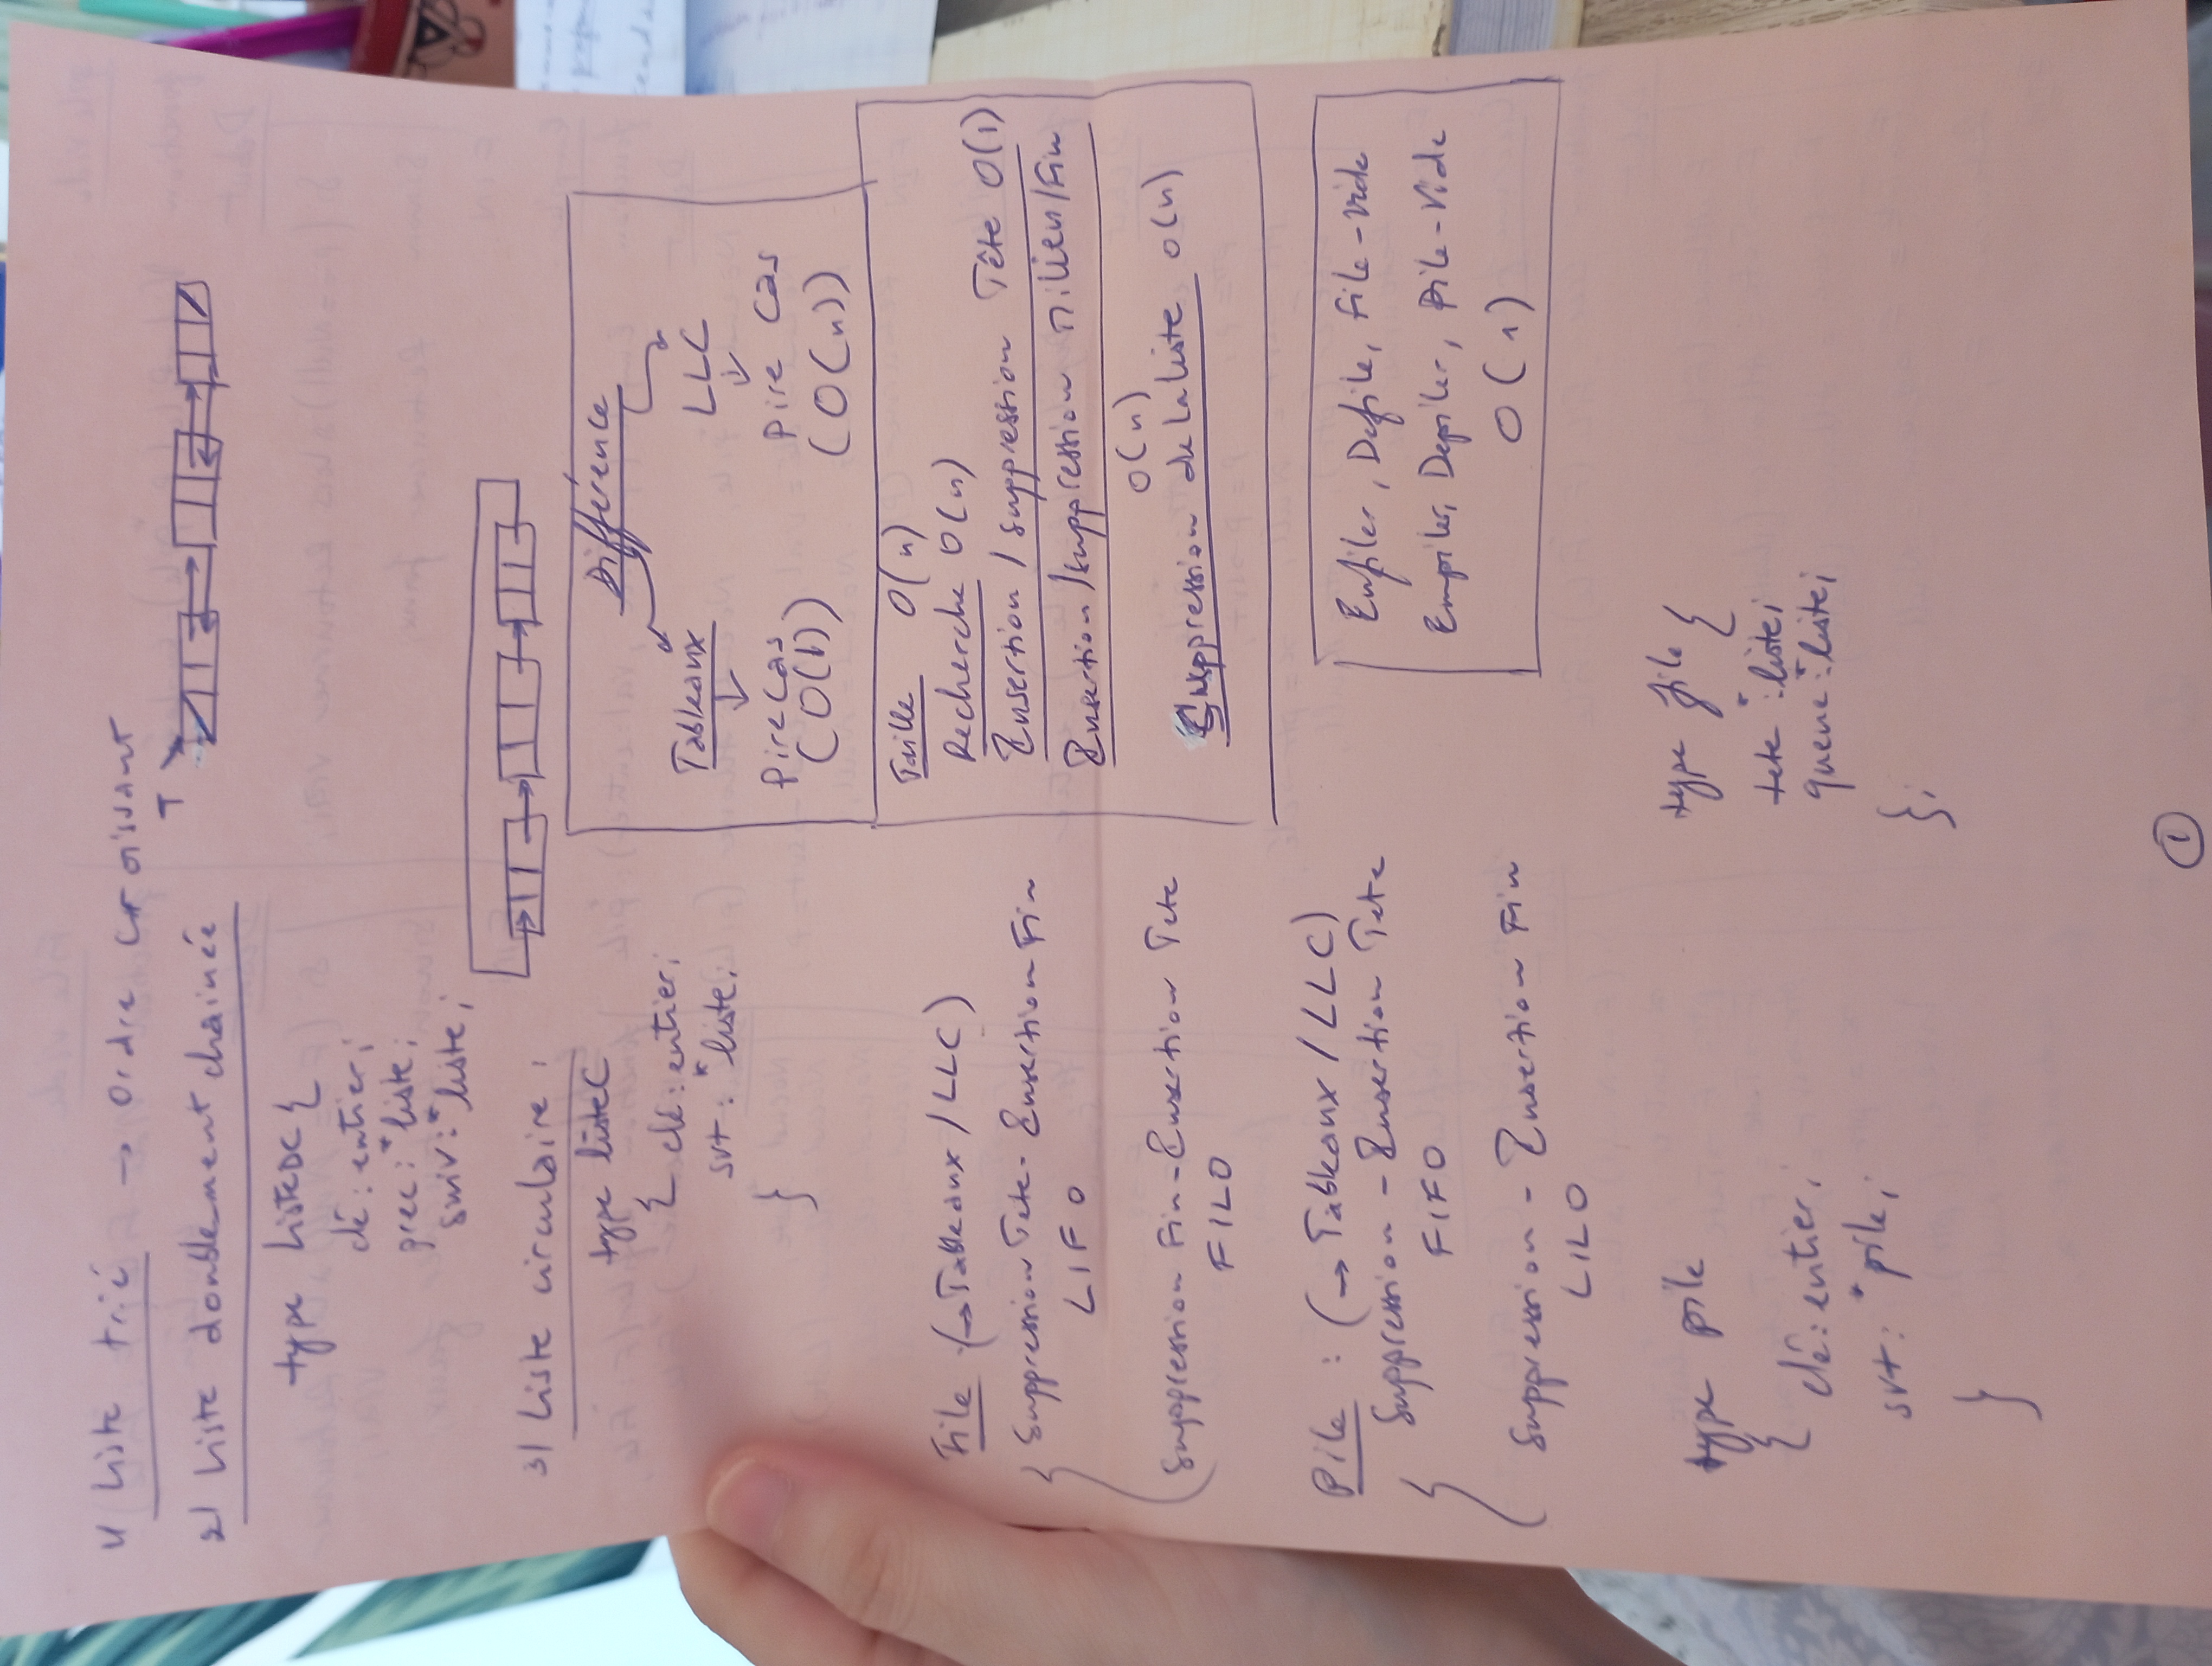 1) Liste trié → Ordre croissant
T
2) Liste doublement chainée
type ListeDC {
clé : entier;
prec : *liste;
suiv : *liste;
3) Liste circulaire :
type listeC
{ clé : entier;
svt : *liste;
}
Différence
Tableaux LLC
Pire Cas Pire Cas
(O(1)) (O(n))
Taille O(n)
Recherche O(n)
Insertion / suppression Tête O(1)
Insertion / suppression Milieu/Fin
O(n)
Suppression de la liste O(n)
File (→ Tableaux / LLC)
{ Suppression Tete - Insertion Fin
LIFO
Suppression Fin - Insertion Tete
FILO
Pile : (→ Tableaux / LLC)
{ Suppression - Insertion Tete
FIFO
Suppression - Insertion Fin
LILO
Enfiler, Defile, File-vide
Empiler, Depiler, Pile-Vide
O(1)
type pile
{
clé : entier;
svt : *pile;
}
type file {
tete *: liste;
queue *: liste;
};
1